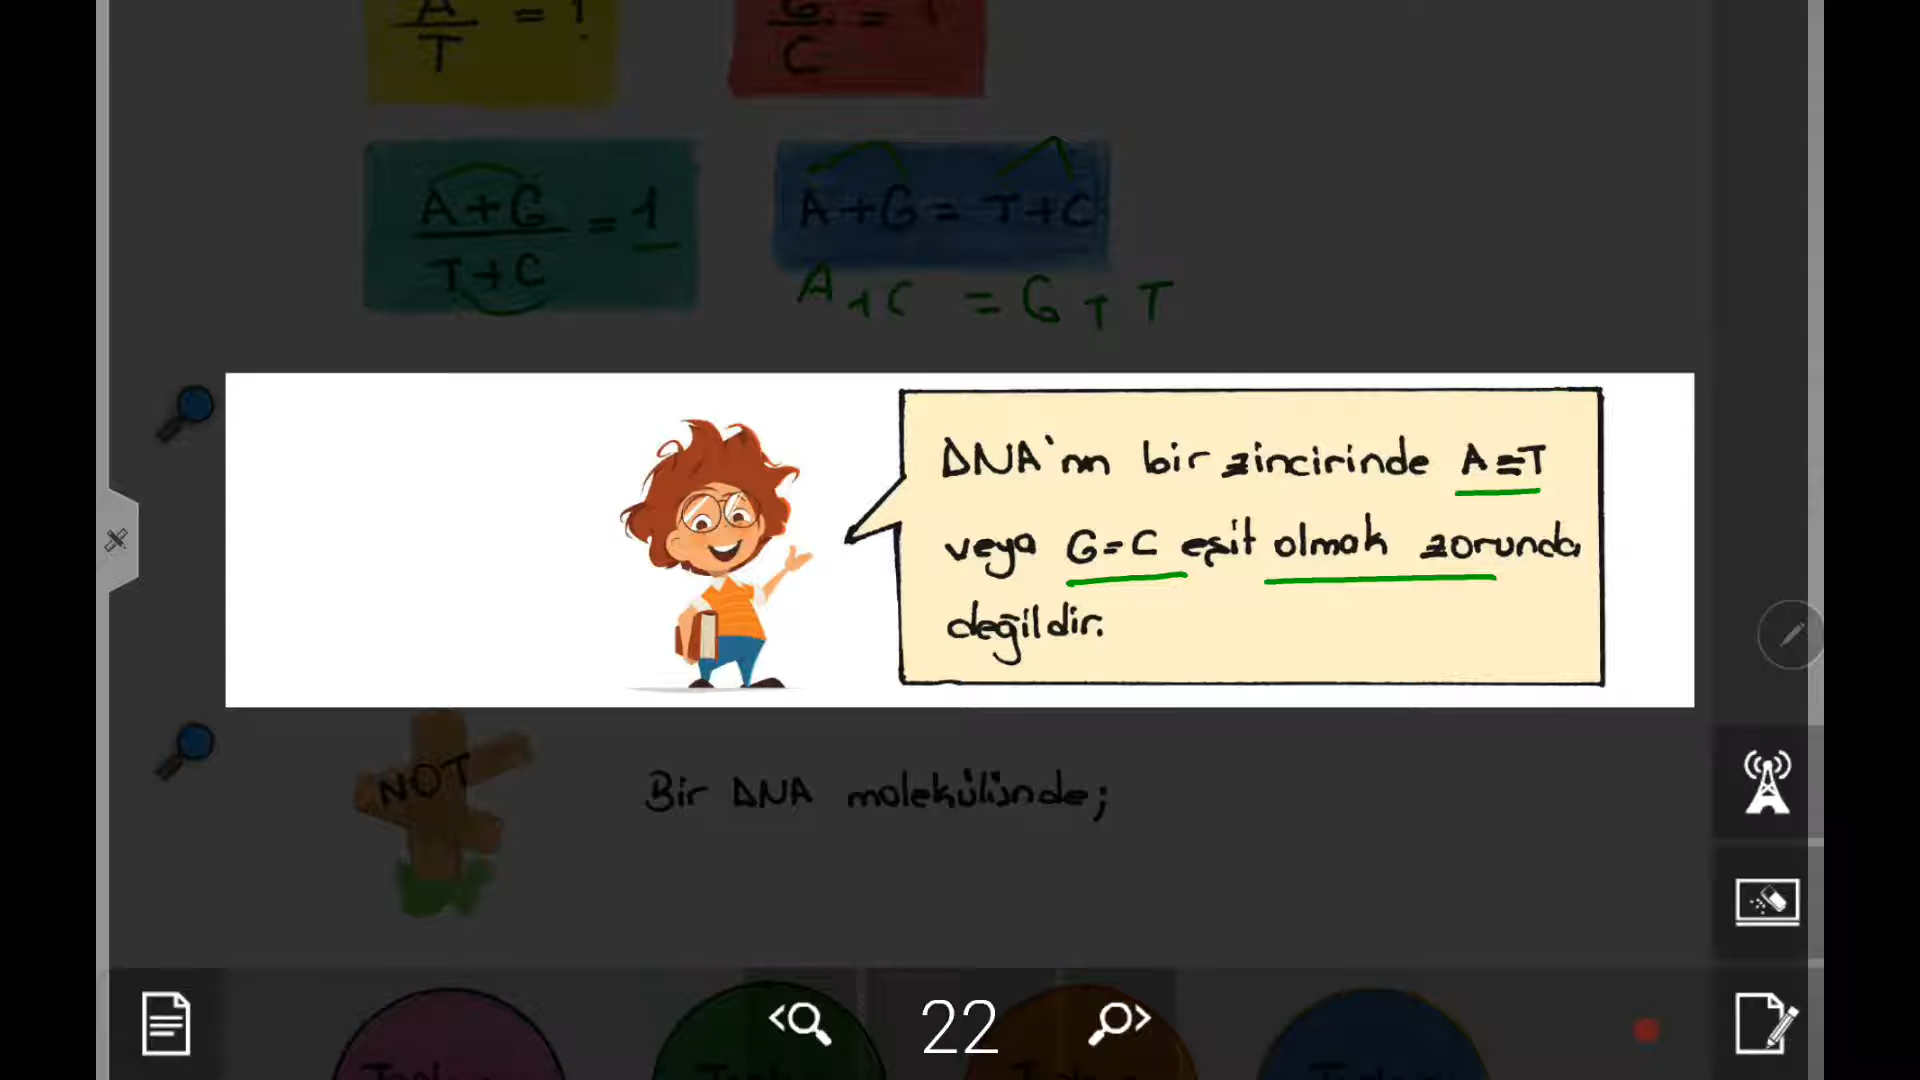 A
T = 1
G
C = 1
A+G
T+C = 1
A+G = T+C
A+C = G+T
DNA'nın bir zincirinde A=T
veya G=C eşit olmak zorunda
değildir.
NOT
Bir DNA molekülünde;
22